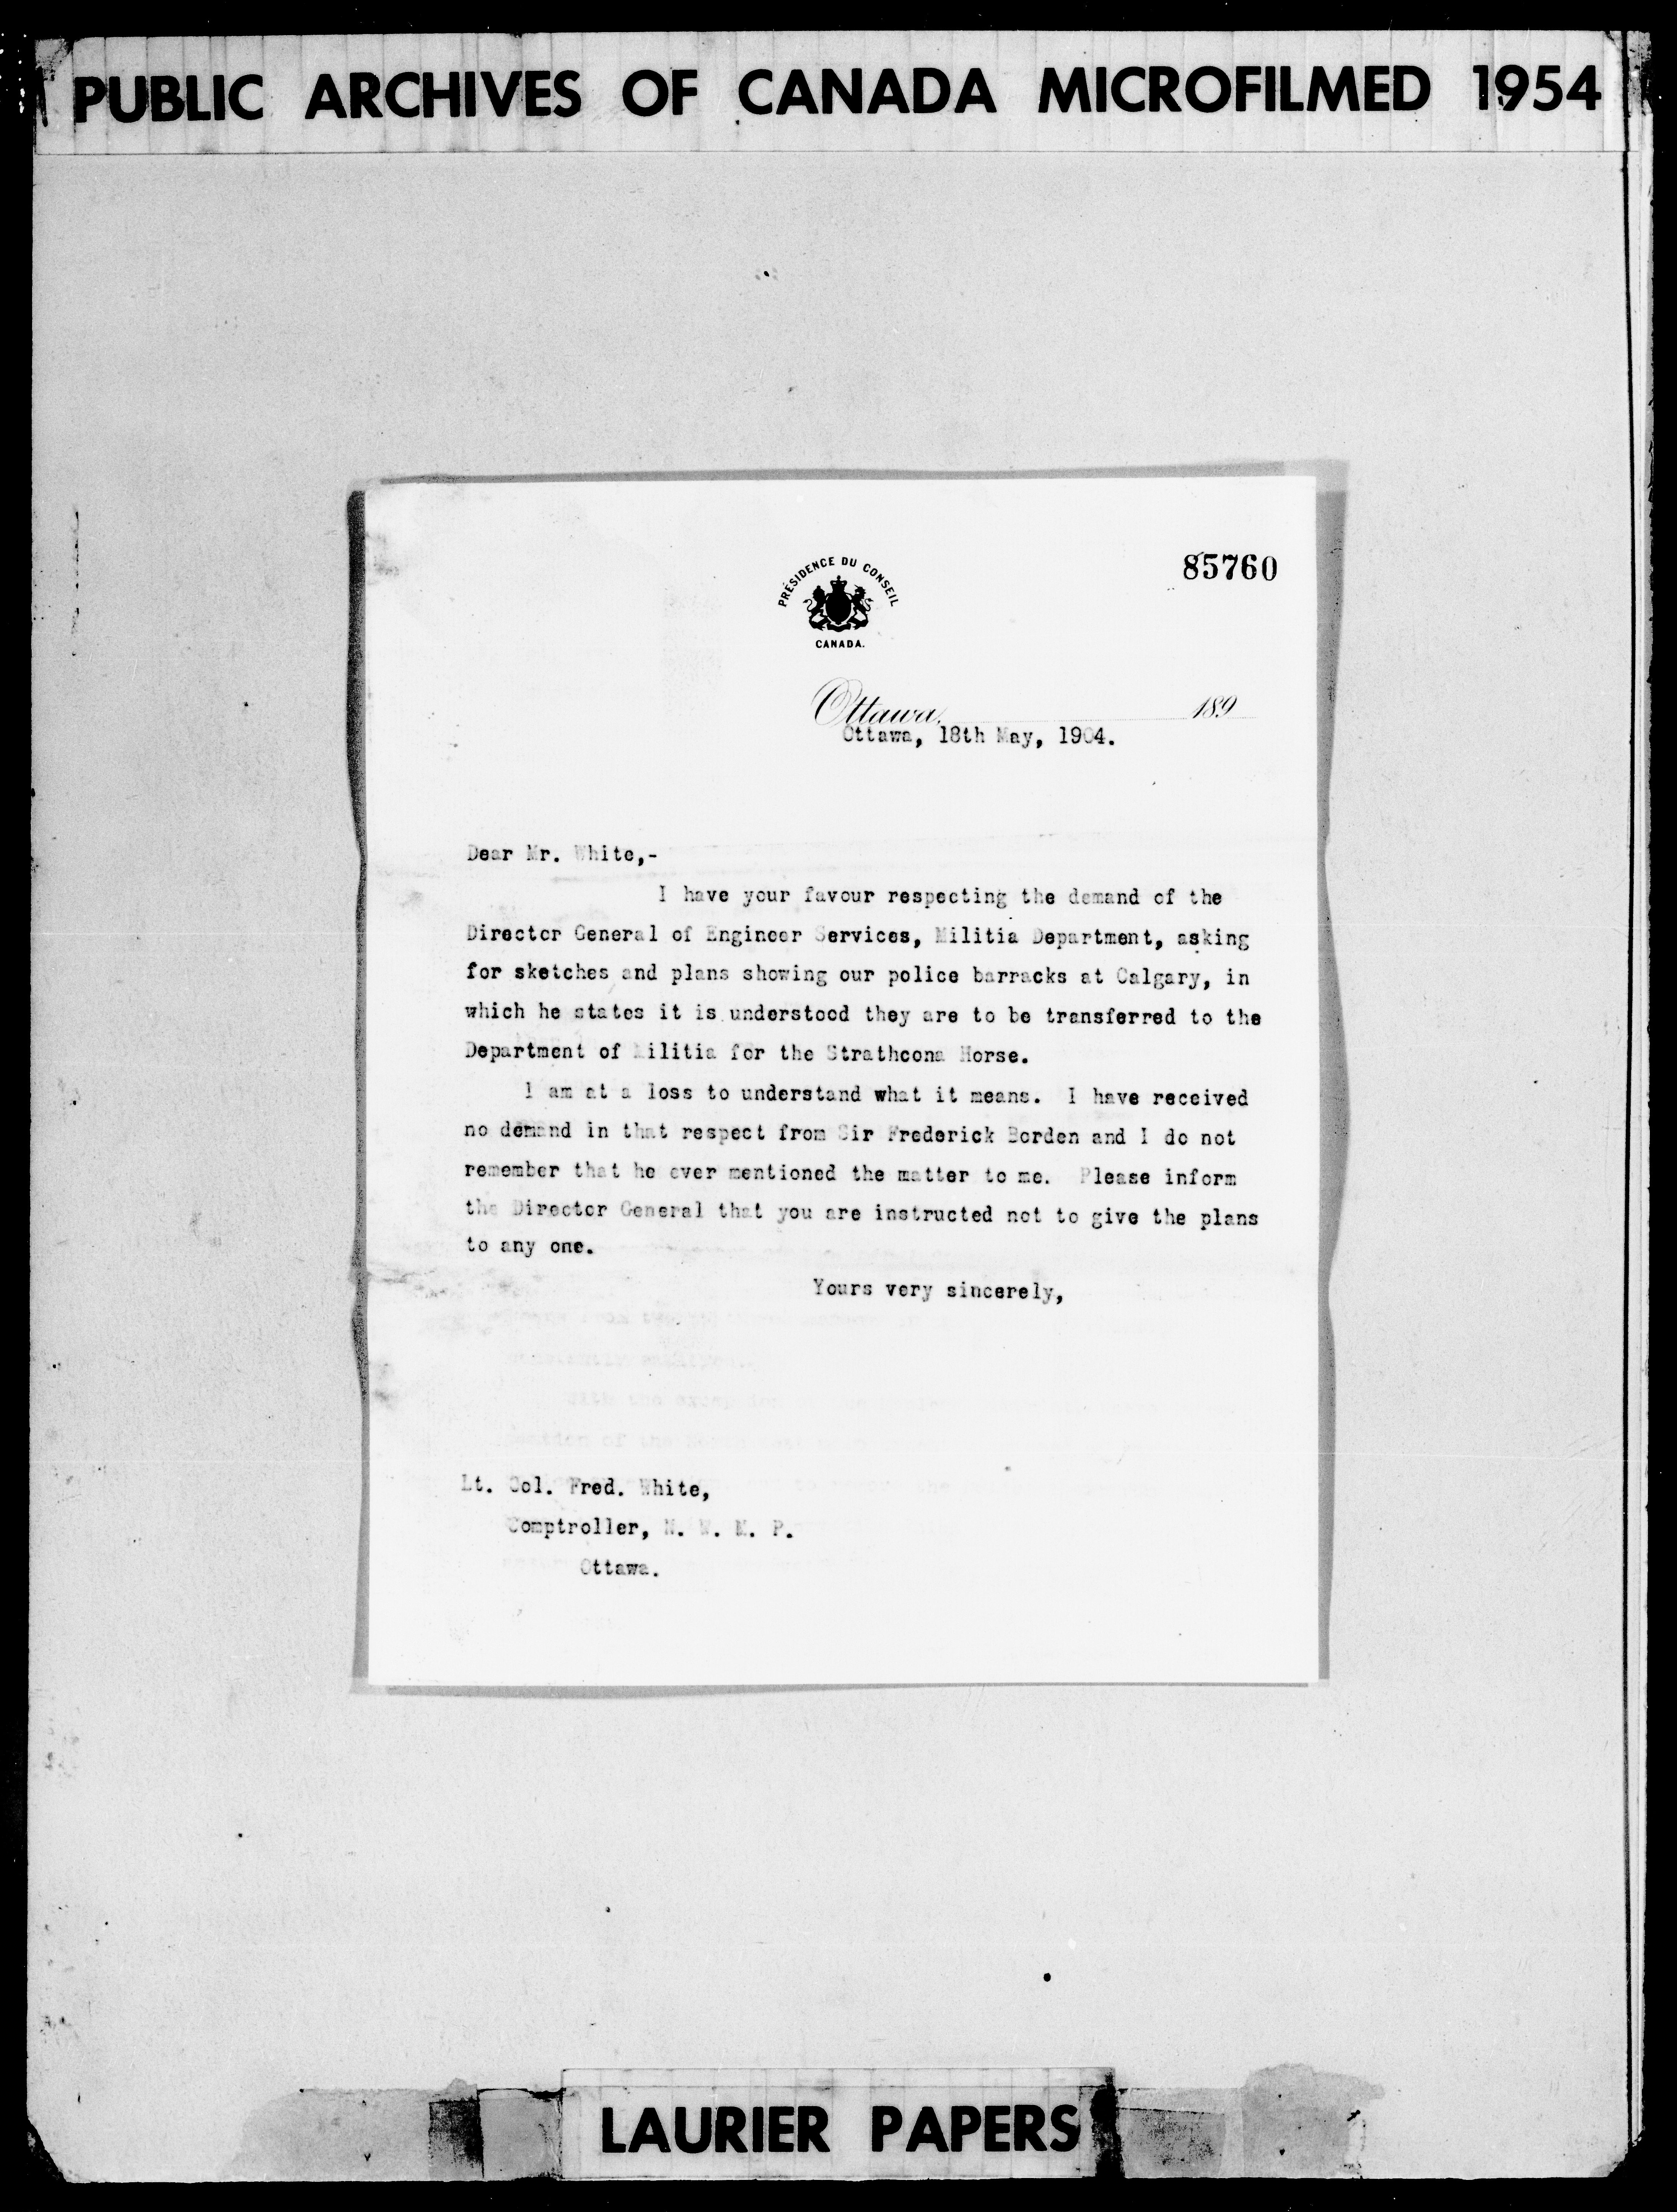 PUBLIC ARCHIVES OF CANADA MICROFILMED 1954
85760
PRÉSIDENCE DU CONSEIL
CANADA.
Ottawa, 189
Ottawa, 18th May, 1904.
Dear Mr. White,-
I have your favour respecting the demand of the
Director General of Engineer Services, Militia Department, asking
for sketches and plans showing our police barracks at Calgary, in
which he states it is understood they are to be transferred to the
Department of Militia for the Strathcona Horse.
I am at a loss to understand what it means. I have received
no demand in that respect from Sir Frederick Borden and I do not
remember that he ever mentioned the matter to me. Please inform
the Director General that you are instructed not to give the plans
to any one.
Yours very sincerely,
Lt. Col. Fred. White,
Comptroller, N. W. M. P.
Ottawa.
LAURIER PAPERS